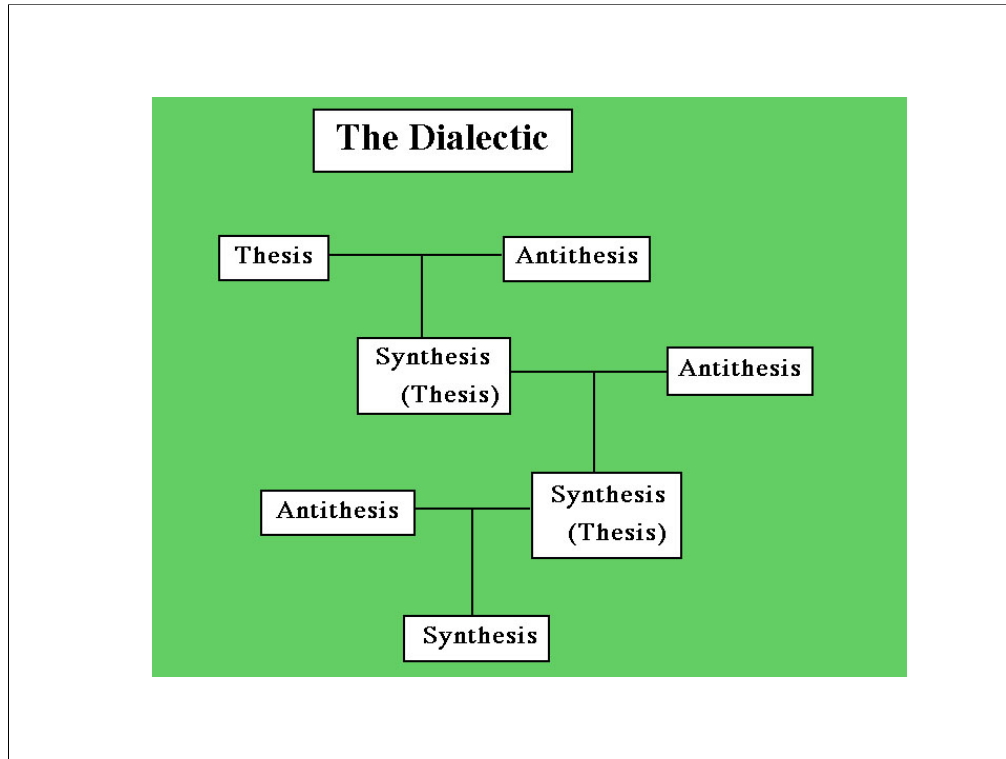 The Dialectic
Thesis
Antithesis
Synthesis
(Thesis)
Antithesis
Antithesis
Synthesis
(Thesis)
Synthesis